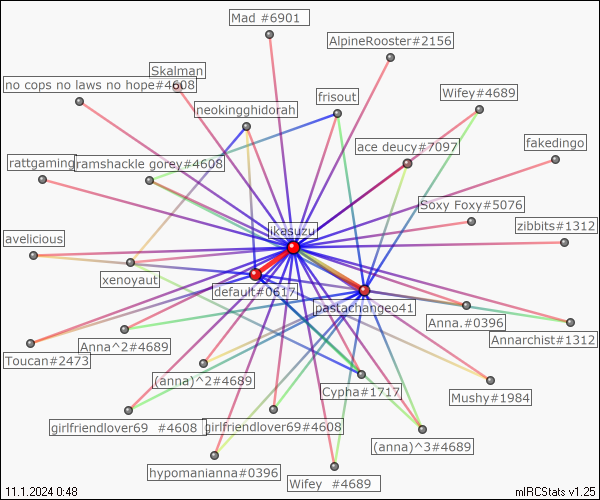 Mad #6901
AlpineRooster#2156
Skalman
no cops no laws no hope#4608
frisout
Wifey#4689
neokingghidorah
ace deucy#7097
fakedingo
rattgaming
ramshackle gorey#4608
Soxy Foxy#5076
zibbits#1312
ikasuzu
avelicious
xenoyaut
default#0617
pastachangeo41
Anna.#0396
Annarchist#1312
Toucan#2473
Anna^2#4689
(anna)^2#4689
Cypha#1717
Mushy#1984
girlfriendlover69 #4608
girlfriendlover69#4608
(anna)^3#4689
hypomanianna#0396
Wifey #4689
11.1.2024 0:48
mIRCStats v1.25